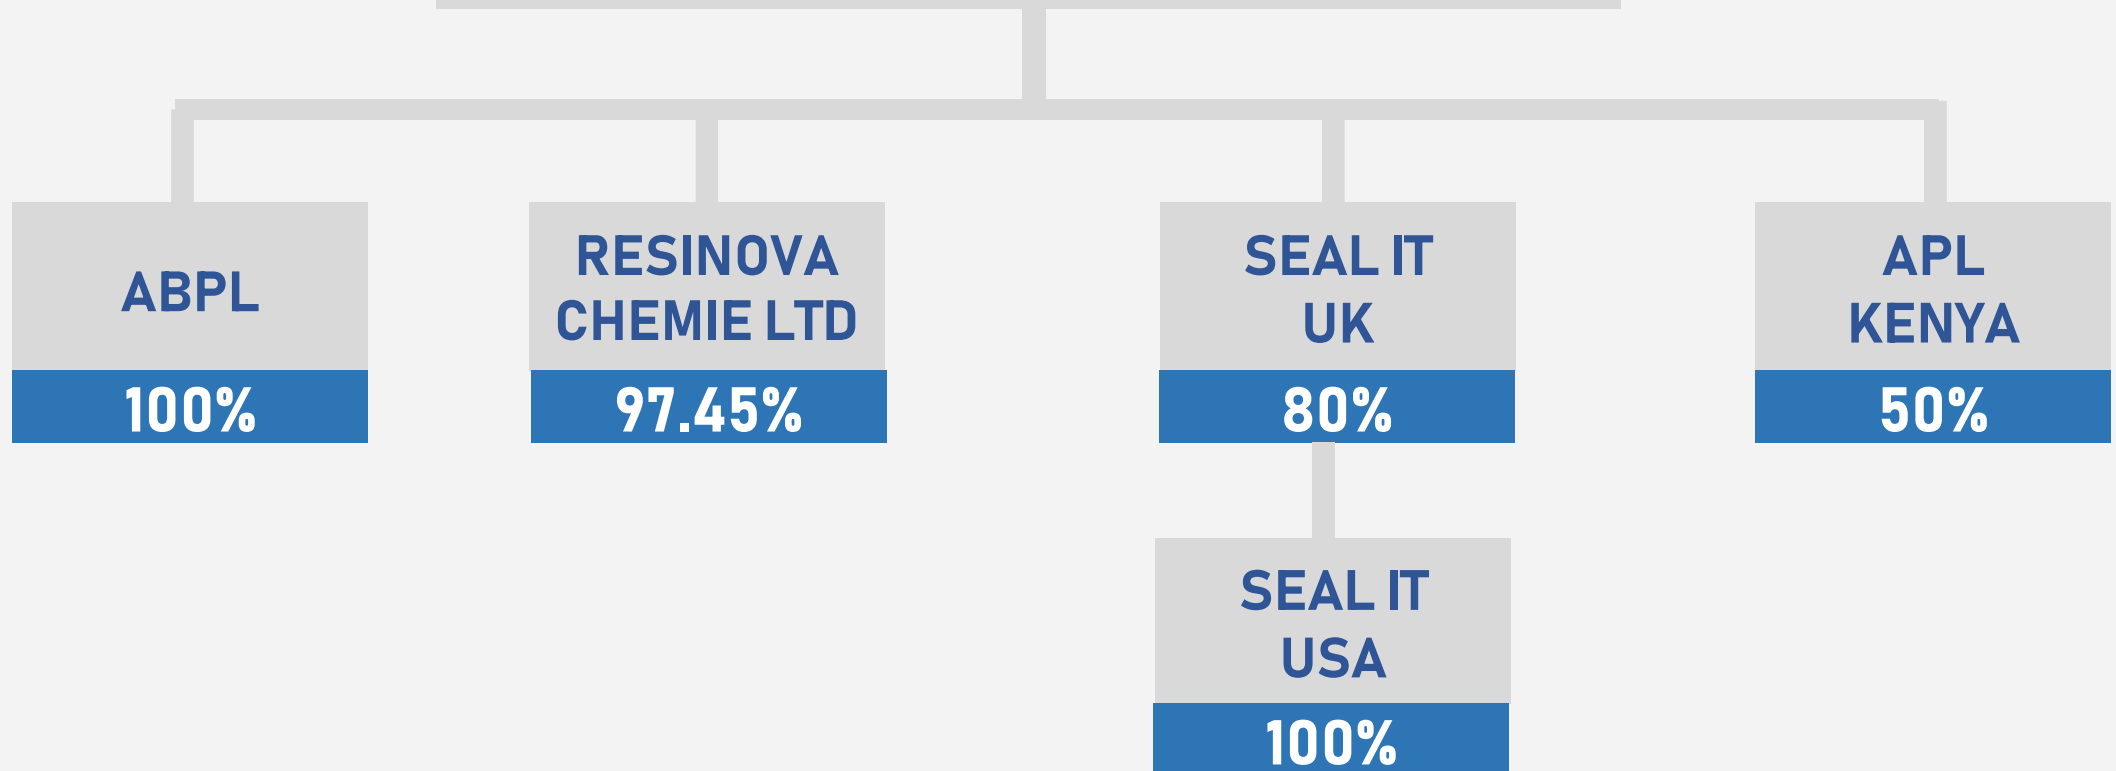 ABPL
100%
RESINOVA
CHEMIE LTD
97.45%
SEAL IT
UK
80%
APL
KENYA
50%
SEAL IT
USA
100%